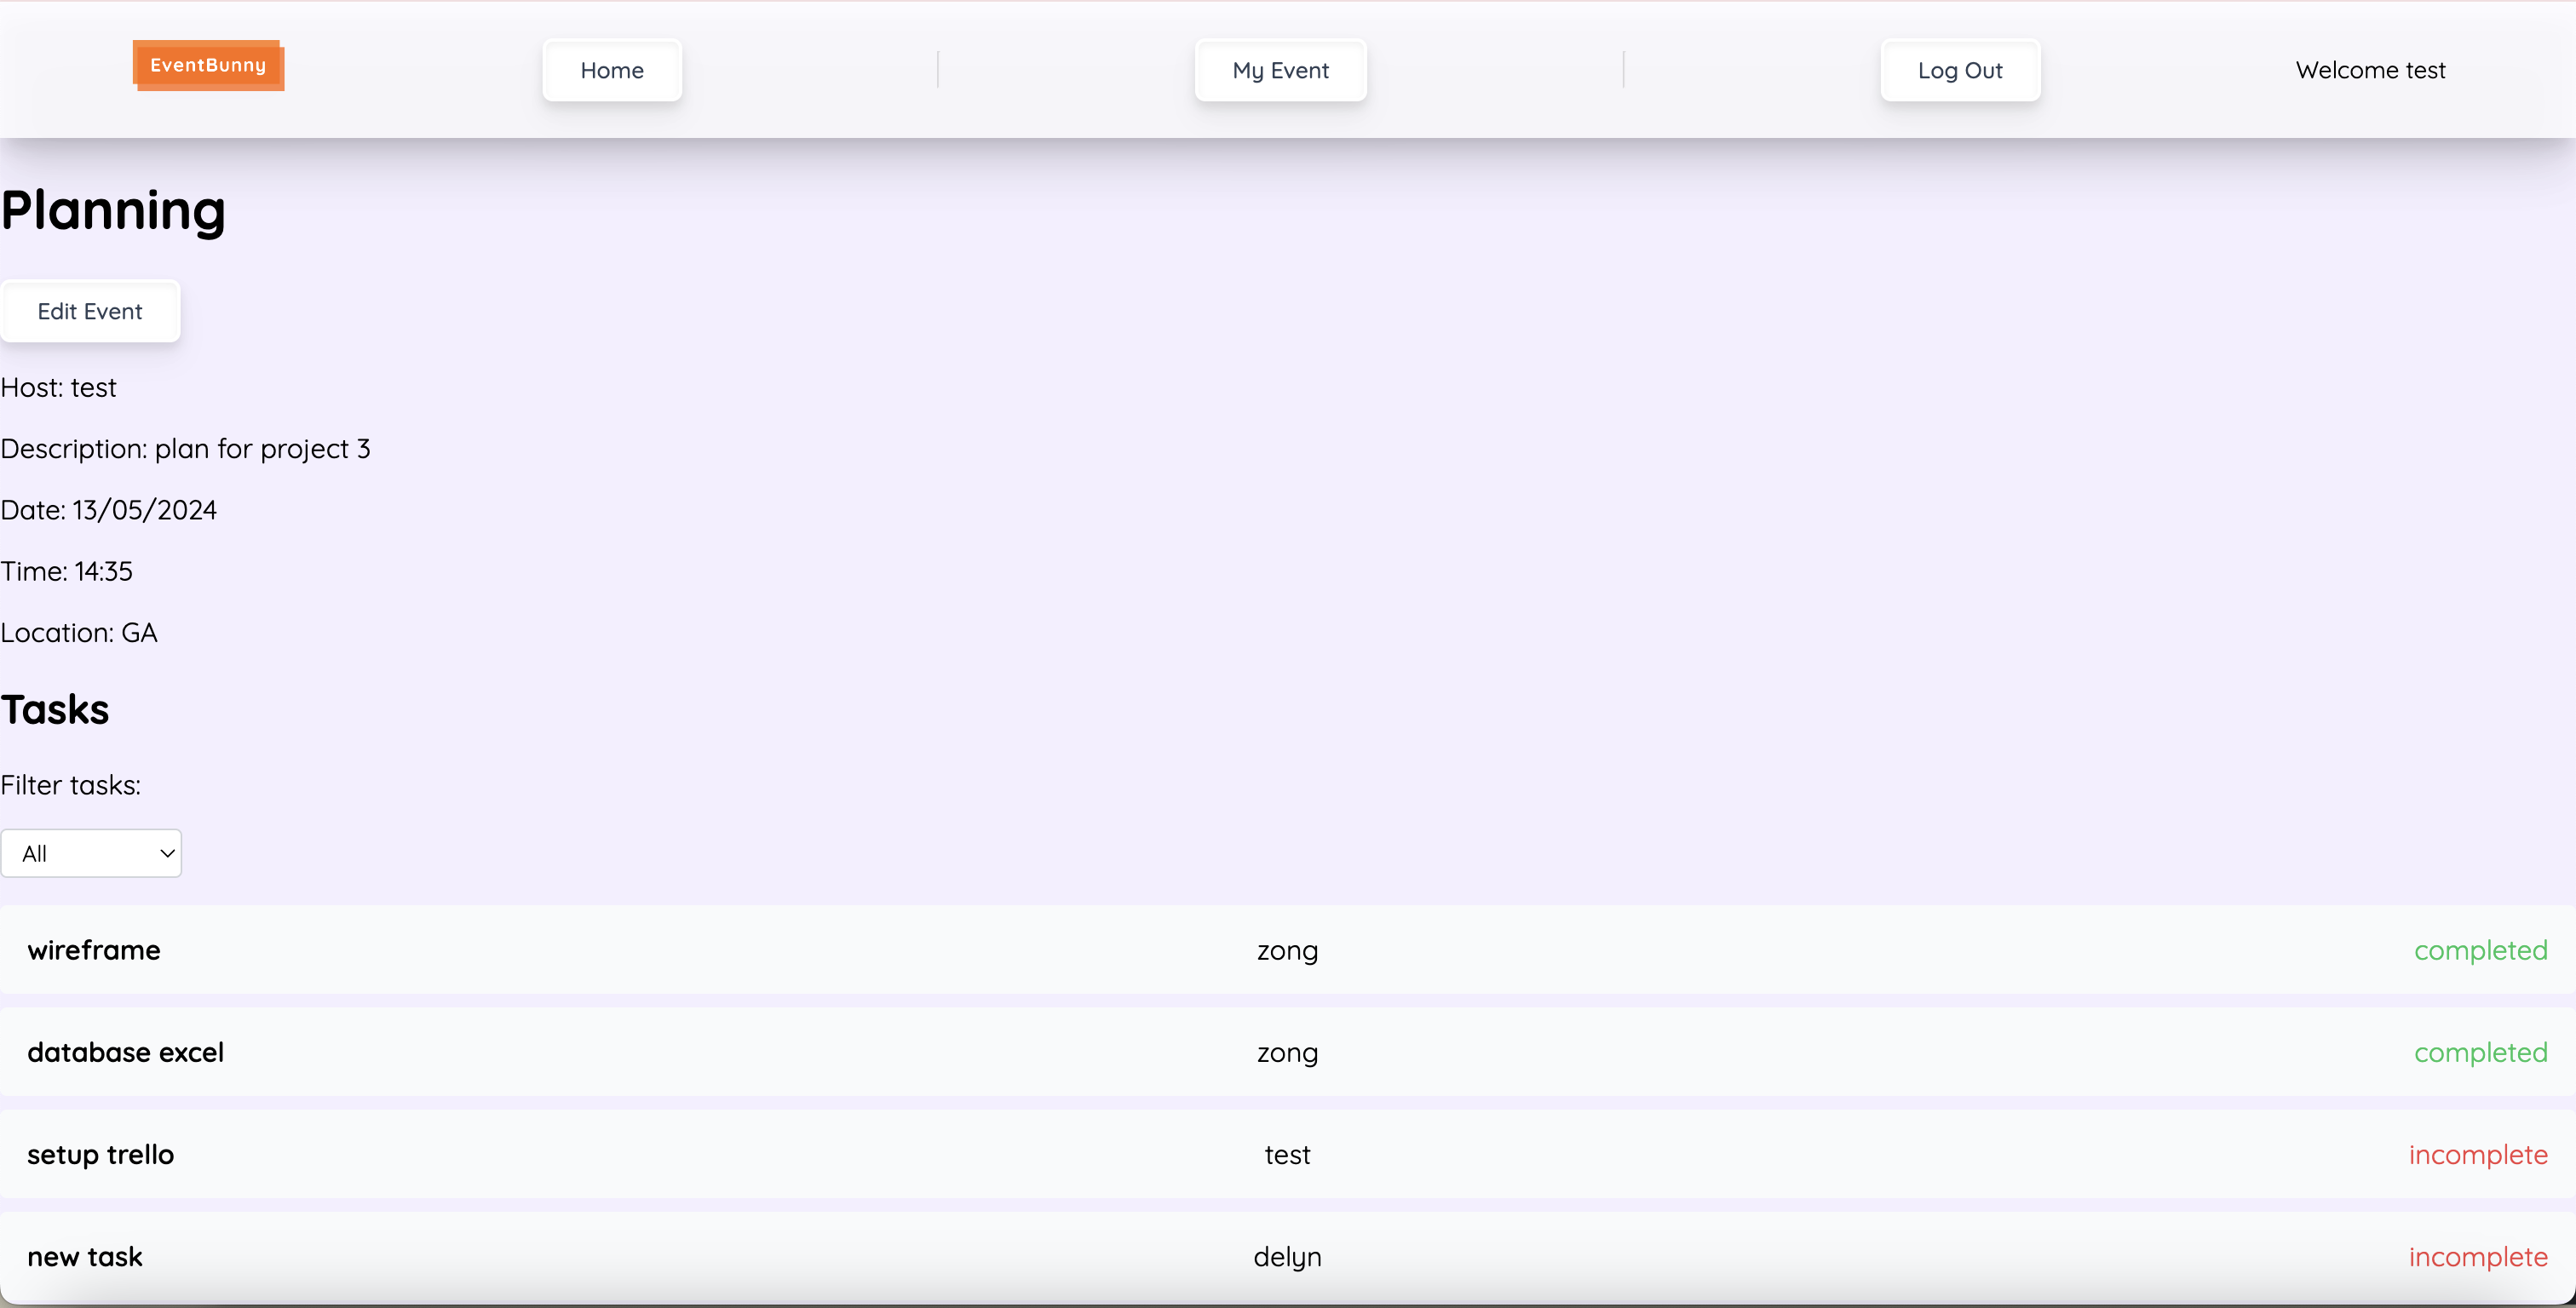 EventBunny
Home
My Event
Log Out
Welcome test
Planning
Edit Event
Host: test
Description: plan for project 3
Date: 13/05/2024
Time: 14:35
Location: GA
Tasks
Filter tasks:
All
wireframe zong completed
database excel zong completed
setup trello test incomplete
new task delyn incomplete